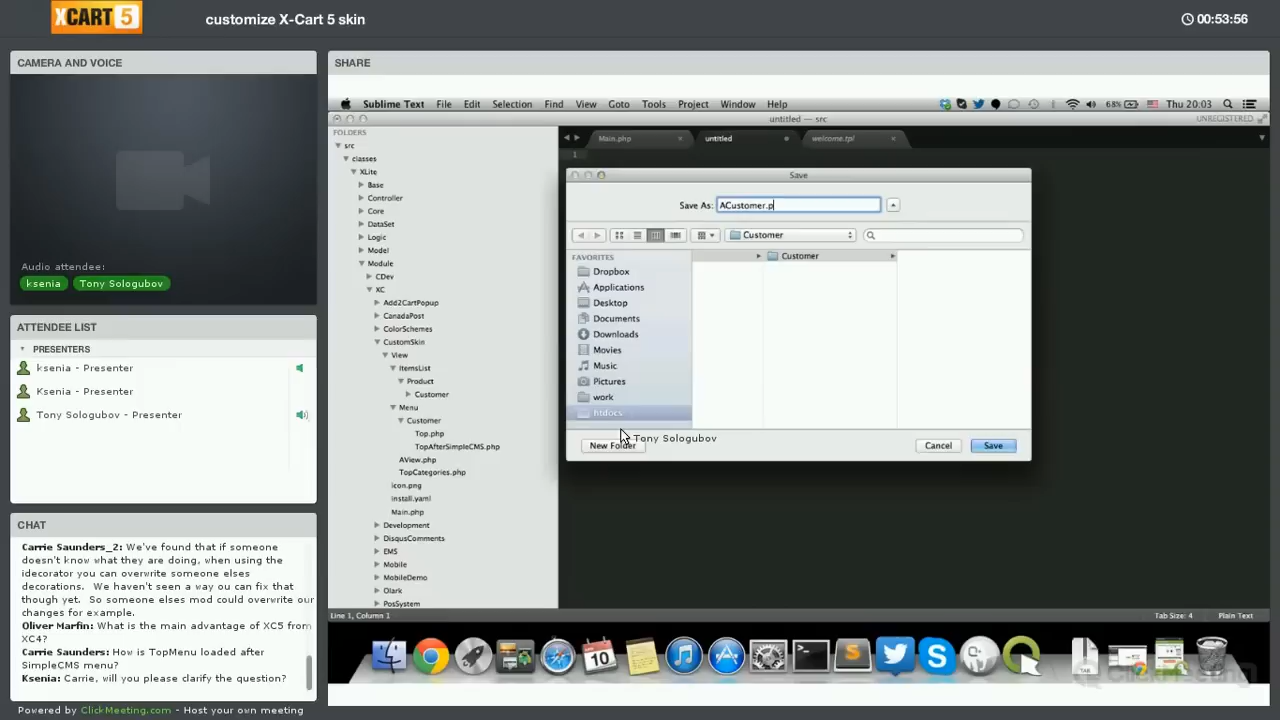 XCART 5
customize X-Cart 5 skin
00:53:56
CAMERA AND VOICE
Audio attendee:
ksenia
Tony Sologubov
ATTENDEE LIST
PRESENTERS
ksenia - Presenter
Ksenia - Presenter
Tony Sologubov - Presenter
CHAT
Carrie Saunders_2: We've found that if someone
doesn't know what they are doing, when using the
idecorator you can overwrite someone elses
decorations. We haven't seen a way ou can fix that
though yet. So someone elses mod could overwrite our
changes for example.
Oliver Marfin: What is the main advantage of XC5 from
XC4?
Carrie Saunders: How is TopMenu loaded after
SimpleCMS menu?
Ksenia: Carrie, will you please clarify the question?
Powered by ClickMeeting.com - Host your own meeting
SHARE
Sublime Text File Edit Selection Find View Goto Tools Project Window Help
68% Thu 20:03
untitled — src
UNREGISTERED
FOLDERS
src
classes
XLite
Base
Controller
Core
DataSet
Logic
Model
Module
CDev
XC
Add2CartPopup
CanadaPost
ColorSchemes
CustomSkin
View
ItemsList
Product
Customer
Menu
Customer
Top.php
TopAfterSimpleCMS.php
AView.php
TopCategories.php
icon.png
install.yaml
Main.php
Development
DisqusComments
EMS
Mobile
MobileDemo
Olark
PosSystem
Main.php
untitled
welcome.tpl
1
Save
Save As: ACustomer.p
Customer
FAVORITES
Dropbox
Applications
Desktop
Documents
Downloads
Movies
Music
Pictures
work
fitdocs
Customer
Tony Sologubov
New Folder
Cancel
Save
Line 1, Column 1
Tab Size: 4
Plain Text
10
TAB
ClickMeeting